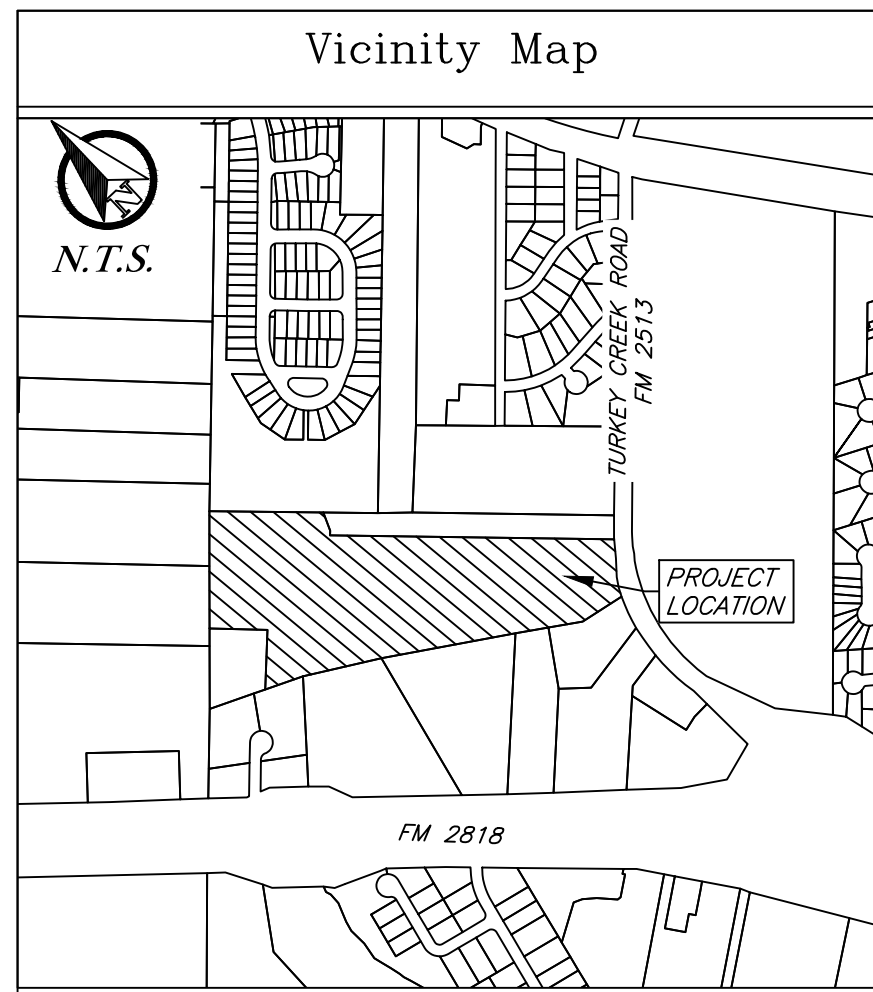 Vicinity Map
N
N.T.S.
TURKEY CREEK ROAD
FM 2513
PROJECT
LOCATION
FM 2818